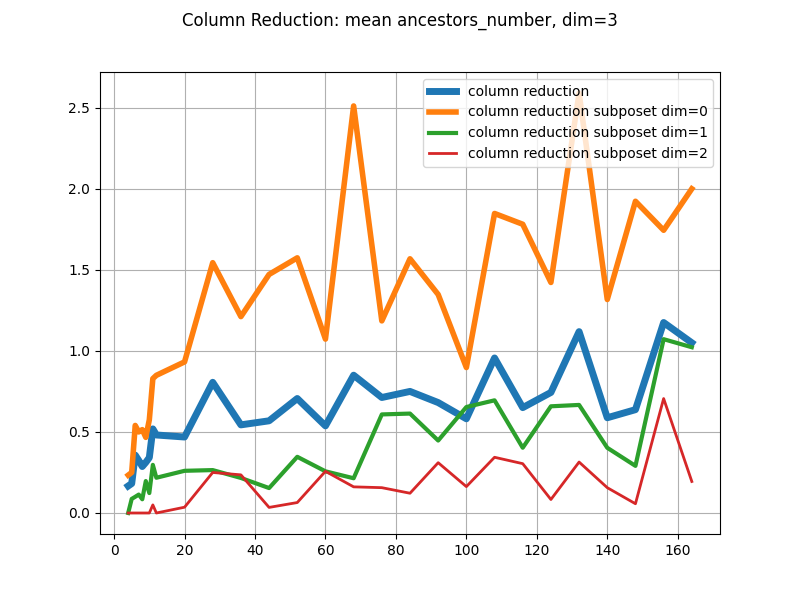 Column Reduction: mean ancestors_number, dim=3
column reduction
column reduction subposet dim=0
column reduction subposet dim=1
column reduction subposet dim=2
2.5
2.0
1.5
1.0
0.5
0.0
0 20 40 60 80 100 120 140 160